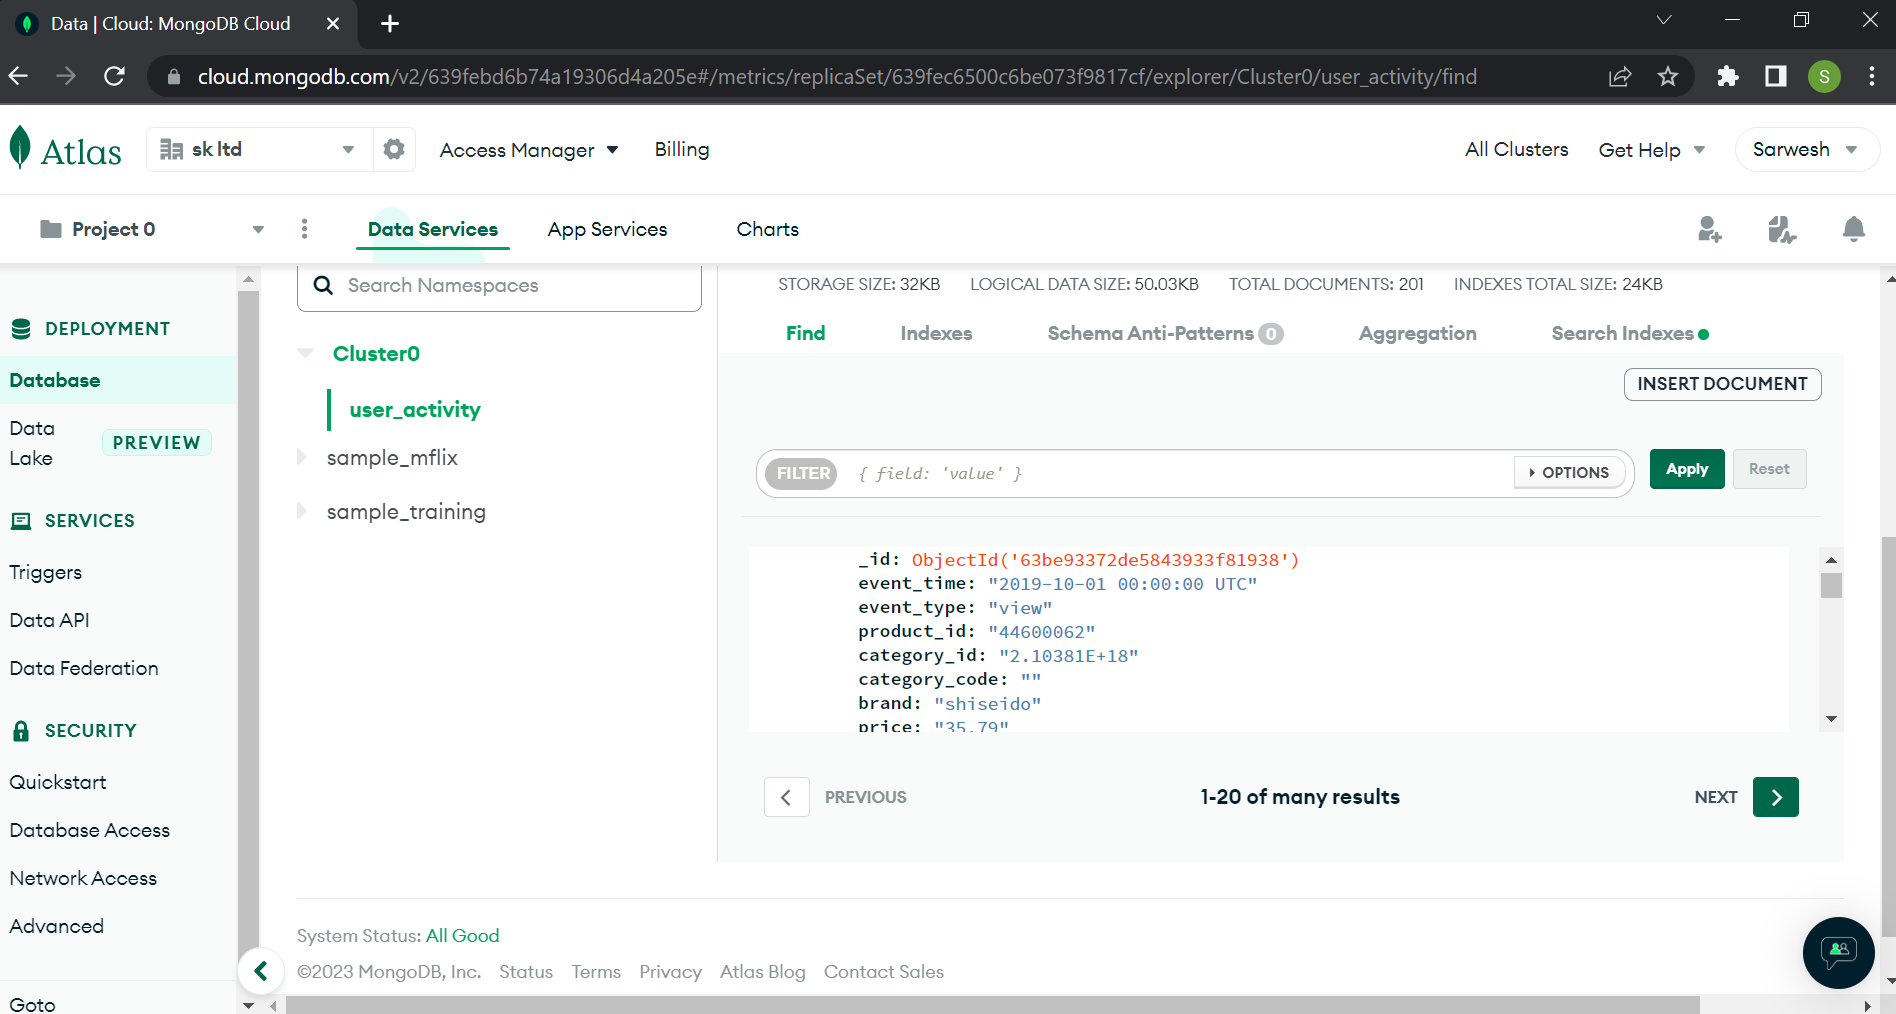 Data | Cloud: MongoDB Cloud
cloud.mongodb.com/v2/639febd6b74a19306d4a205e#/metrics/replicaSet/639fec6500c6be073f9817cf/explorer/Cluster0/user_activity/find
S
Atlas
sk ltd
Access Manager
Billing
All Clusters
Get Help
Sarwesh
Project 0
Data Services
App Services
Charts
DEPLOYMENT
Database
Data Lake
PREVIEW
SERVICES
Triggers
Data API
Data Federation
SECURITY
Quickstart
Database Access
Network Access
Advanced
Goto
Search Namespaces
Cluster0
user_activity
sample_mflix
sample_training
STORAGE SIZE: 32KB LOGICAL DATA SIZE: 50.03KB TOTAL DOCUMENTS: 201 INDEXES TOTAL SIZE: 24KB
Find
Indexes
Schema Anti-Patterns 0
Aggregation
Search Indexes
INSERT DOCUMENT
FILTER { field: 'value' }
OPTIONS
Apply
Reset
_id: ObjectId('63be93372de5843933f81938')
event_time: "2019-10-01 00:00:00 UTC"
event_type: "view"
product_id: "44600062"
category_id: "2.10381E+18"
category_code: ""
brand: "shiseido"
price: "35.79"
PREVIOUS
1-20 of many results
NEXT
System Status: All Good
©2023 MongoDB, Inc. Status Terms Privacy Atlas Blog Contact Sales